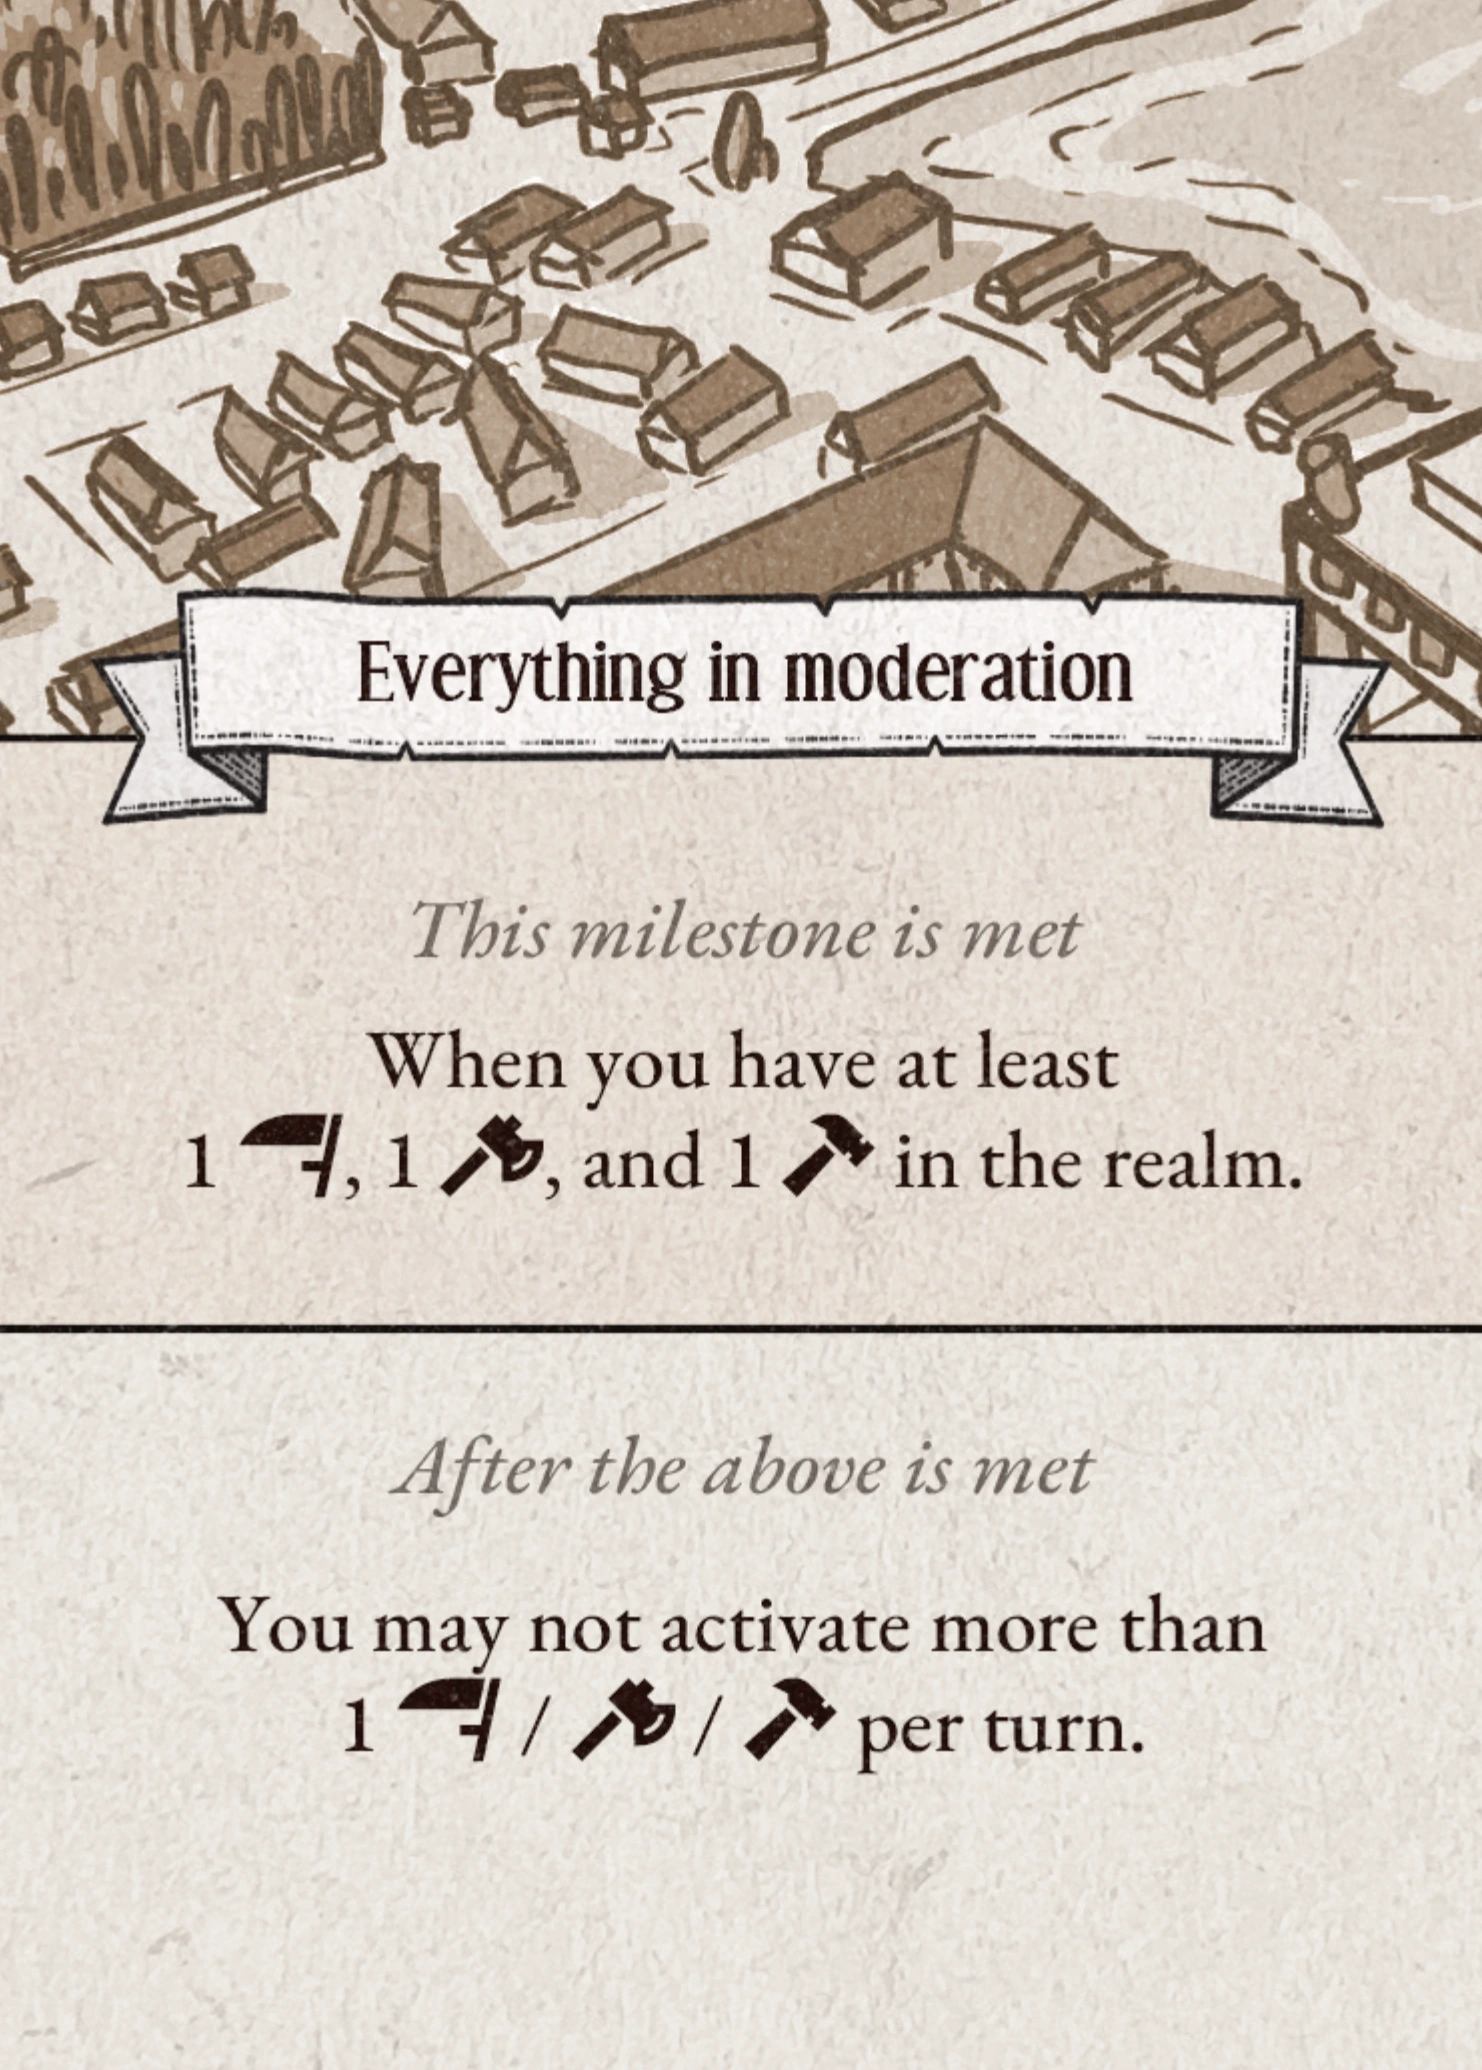 Everything in moderation
This milestone is met
When you have at least
1 , 1 , and 1 in the realm.
After the above is met
You may not activate more than
1 / / per turn.